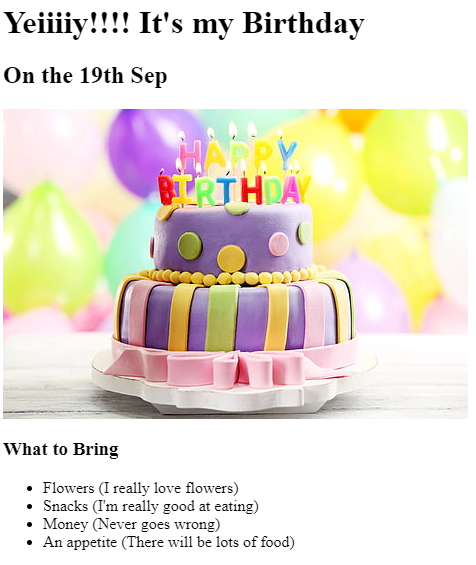 Yeiiiiy!!!! It's my Birthday
On the 19th Sep
HAPPY
BIRTHDAY
What to Bring
Flowers (I really love flowers)
Snacks (I'm really good at eating)
Money (Never goes wrong)
An appetite (There will be lots of food)